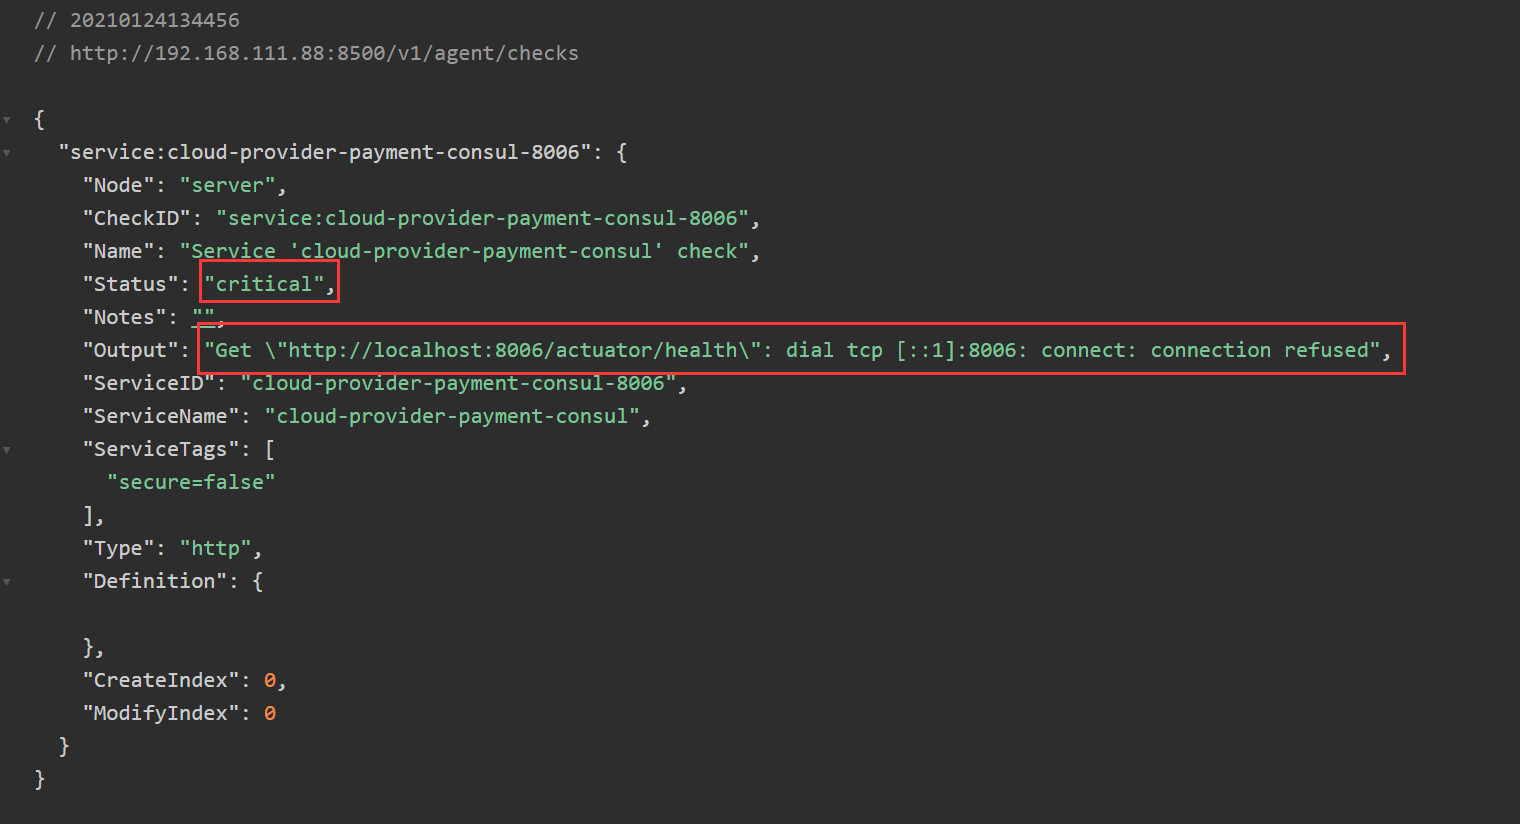 // 20210124134456
// http://192.168.111.88:8500/v1/agent/checks
{
"service:cloud-provider-payment-consul-8006": {
"Node": "server",
"CheckID": "service:cloud-provider-payment-consul-8006",
"Name": "Service 'cloud-provider-payment-consul' check",
"Status": "critical",
"Notes": "",
"Output": "Get \"http://localhost:8006/actuator/health\": dial tcp [::1]:8006: connect: connection refused",
"ServiceID": "cloud-provider-payment-consul-8006",
"ServiceName": "cloud-provider-payment-consul",
"ServiceTags": [
"secure=false"
],
"Type": "http",
"Definition": {
},
"CreateIndex": 0,
"ModifyIndex": 0
}
}